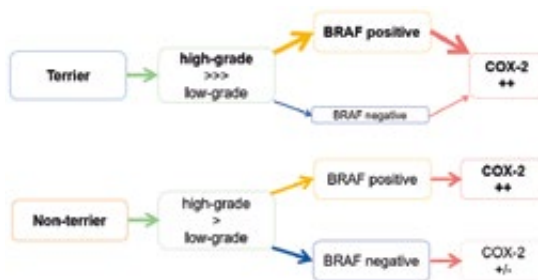 Terrier
high-grade
>>>
low-grade
BRAF positive
BRAF negative
COX-2
++
Non-terrier
high-grade
>
low-grade
BRAF positive
COX-2
++
BRAF negative
COX-2
+/-